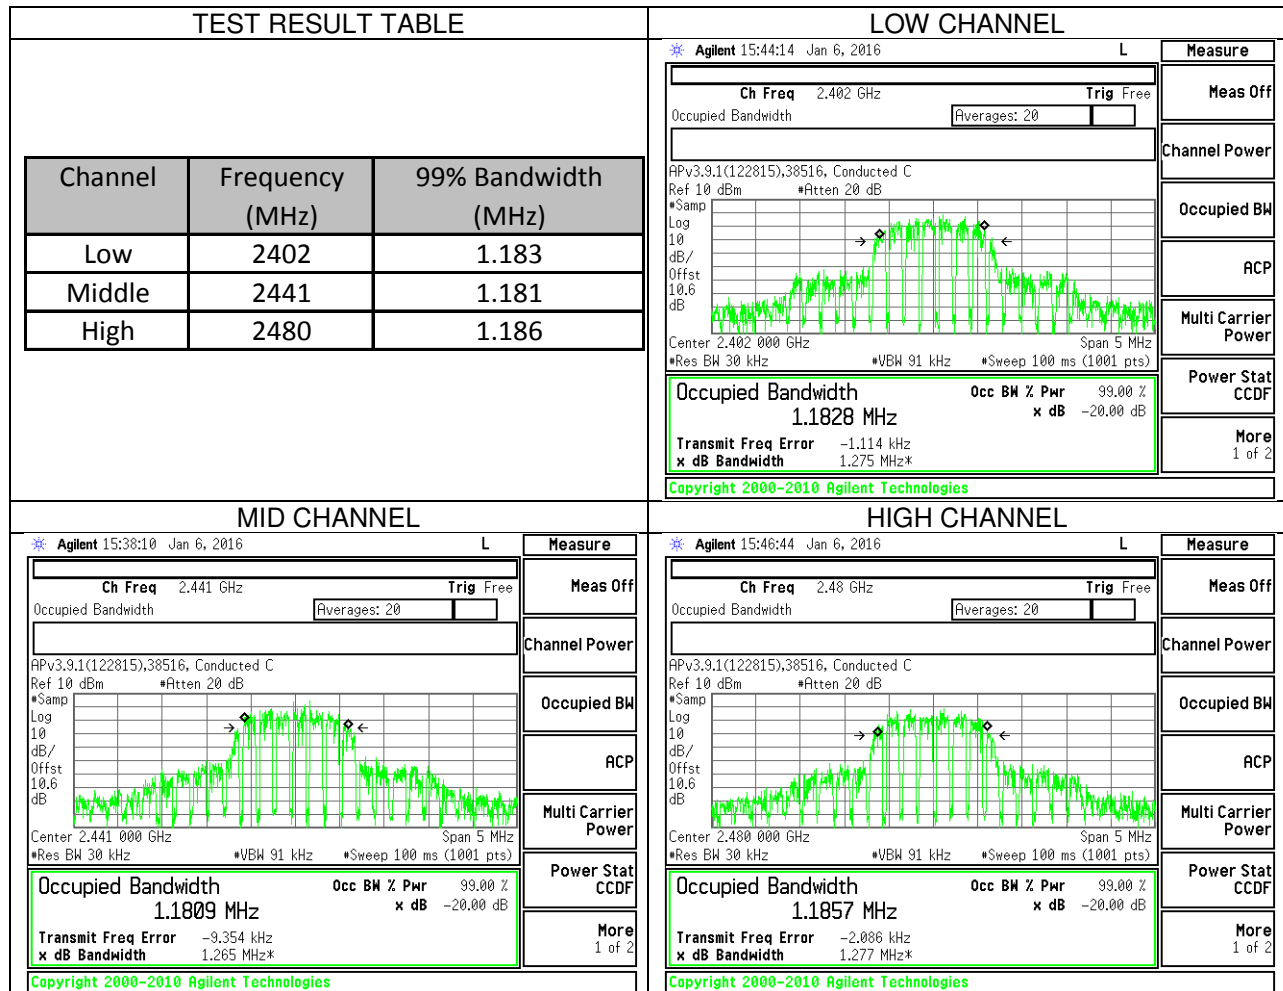 TEST RESULT TABLE
Channel Frequency (MHz) 99% Bandwidth (MHz)
Low 2402 1.183
Middle 2441 1.181
High 2480 1.186
LOW CHANNEL
Agilent 15:44:14 Jan 6, 2016 L Measure
Ch Freq 2.402 GHz Trig Free
Meas Off
Occupied Bandwidth Averages: 20
Channel Power
APv3.9.1(122815),38516, Conducted C
Ref 10 dBm #Atten 20 dB
#Samp
Log
10
dB/
Offst
10.6
dB
Occupied BW
ACP
Multi Carrier
Power
Center 2.402 000 GHz Span 5 MHz
#Res BW 30 kHz #VBW 91 kHz #Sweep 100 ms (1001 pts)
Power Stat
CCDF
Occupied Bandwidth Occ BW % Pwr 99.00 %
1.1828 MHz x dB -20.00 dB
Transmit Freq Error -1.114 kHz
x dB Bandwidth 1.275 MHz*
More
1 of 2
Copyright 2000-2010 Agilent Technologies
MID CHANNEL
Agilent 15:38:10 Jan 6, 2016 L Measure
Ch Freq 2.441 GHz Trig Free
Meas Off
Occupied Bandwidth Averages: 20
Channel Power
APv3.9.1(122815),38516, Conducted C
Ref 10 dBm #Atten 20 dB
#Samp
Log
10
dB/
Offst
10.6
dB
Occupied BW
ACP
Multi Carrier
Power
Center 2.441 000 GHz Span 5 MHz
#Res BW 30 kHz #VBW 91 kHz #Sweep 100 ms (1001 pts)
Power Stat
CCDF
Occupied Bandwidth Occ BW % Pwr 99.00 %
1.1809 MHz x dB -20.00 dB
Transmit Freq Error -9.354 kHz
x dB Bandwidth 1.265 MHz*
More
1 of 2
Copyright 2000-2010 Agilent Technologies
HIGH CHANNEL
Agilent 15:46:44 Jan 6, 2016 L Measure
Ch Freq 2.48 GHz Trig Free
Meas Off
Occupied Bandwidth Averages: 20
Channel Power
APv3.9.1(122815),38516, Conducted C
Ref 10 dBm #Atten 20 dB
#Samp
Log
10
dB/
Offst
10.6
dB
Occupied BW
ACP
Multi Carrier
Power
Center 2.480 000 GHz Span 5 MHz
#Res BW 30 kHz #VBW 91 kHz #Sweep 100 ms (1001 pts)
Power Stat
CCDF
Occupied Bandwidth Occ BW % Pwr 99.00 %
1.1857 MHz x dB -20.00 dB
Transmit Freq Error -2.086 kHz
x dB Bandwidth 1.277 MHz*
More
1 of 2
Copyright 2000-2010 Agilent Technologies